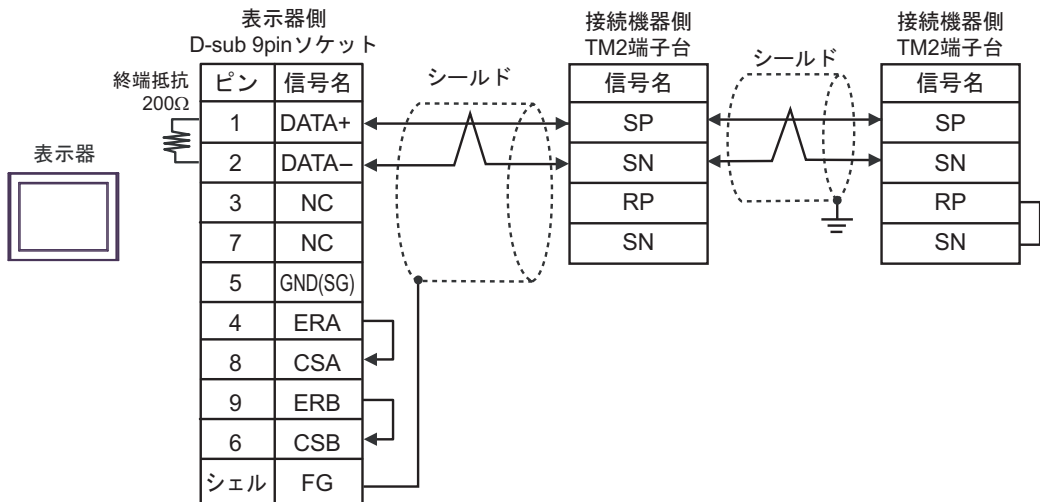 表示器側
D-sub 9pinソケット
接続機器側
TM2端子台
接続機器側
TM2端子台
終端抵抗
200Ω
シールド
シールド
表示器
ピン 信号名
1 DATA+
2 DATA–
3 NC
7 NC
5 GND(SG)
4 ERA
8 CSA
9 ERB
6 CSB
シェル FG
信号名
SP
SN
RP
SN
信号名
SP
SN
RP
SN